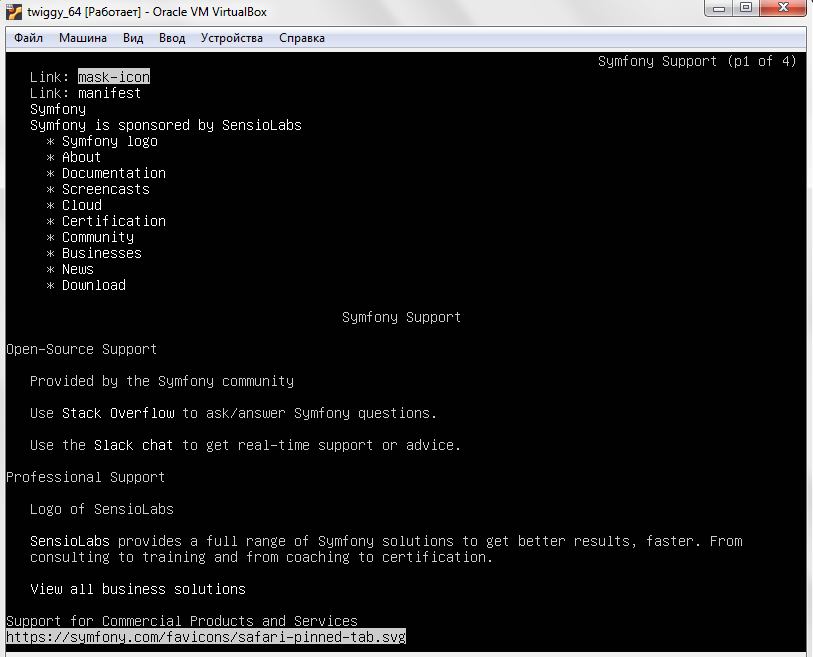 twiggy_64 [Работает] - Oracle VM VirtualBox
Файл Машина Вид Ввод Устройства Справка
Symfony Support (p1 of 4)
Link: mask-icon
Link: manifest
Symfony
Symfony is sponsored by SensioLabs
* Symfony logo
* About
* Documentation
* Screencasts
* Cloud
* Certification
* Community
* Businesses
* News
* Download
Symfony Support
Open-Source Support
Provided by the Symfony community
Use Stack Overflow to ask/answer Symfony questions.
Use the Slack chat to get real-time support or advice.
Professional Support
Logo of SensioLabs
SensioLabs provides a full range of Symfony solutions to get better results, faster. From
consulting to training and from coaching to certification.
View all business solutions
Support for Commercial Products and Services
https://symfony.com/favicons/safari-pinned-tab.svg